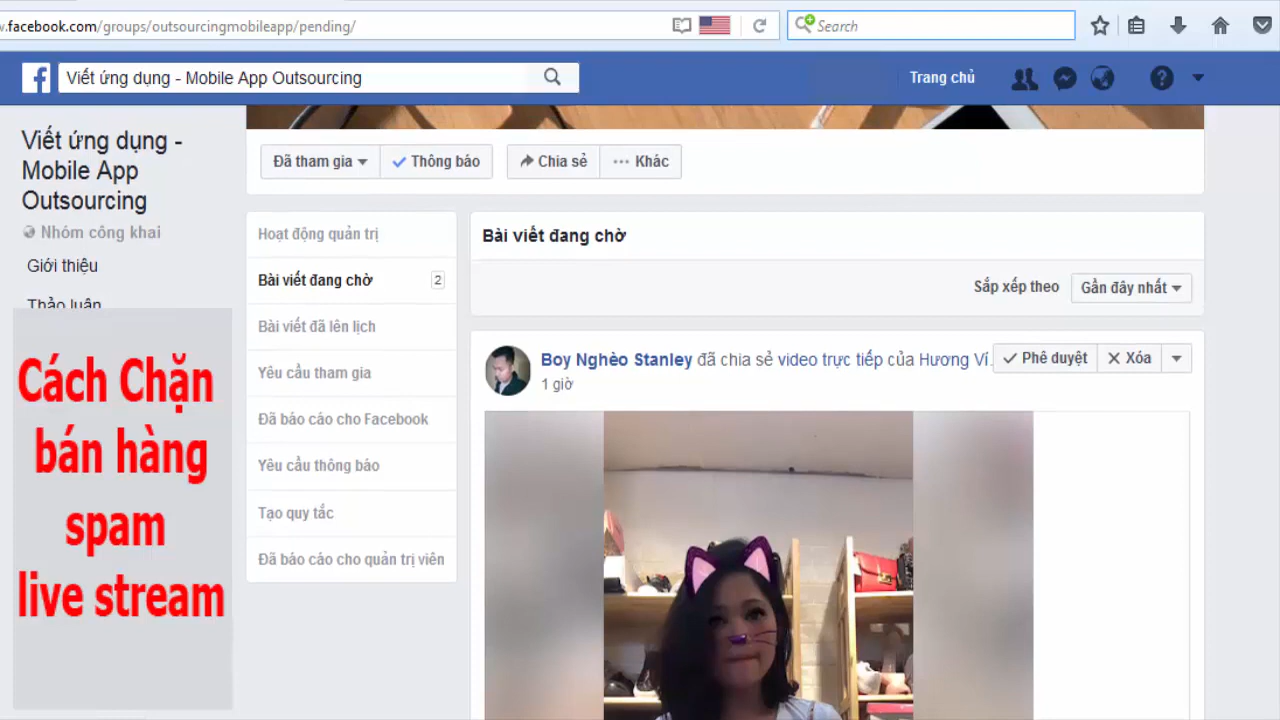 w.facebook.com/groups/outsourcingmobileapp/pending/
Search
Viết ứng dụng - Mobile App Outsourcing
Trang chủ
Viết ứng dụng -
Mobile App
Outsourcing
Nhóm công khai
Giới thiệu
Thảo luận
Cách Chặn
bán hàng
spam
live stream
Đã tham gia
Thông báo
Chia sẻ
Khác
Hoạt động quản trị
Bài viết đang chờ
2
Bài viết đã lên lịch
Yêu cầu tham gia
Đã báo cáo cho Facebook
Yêu cầu thông báo
Tạo quy tắc
Đã báo cáo cho quản trị viên
Bài viết đang chờ
Sắp xếp theo
Gần đây nhất
Boy Nghèo Stanley đã chia sẻ video trực tiếp của Hương Ví.
Phê duyệt
Xóa
1 giờ